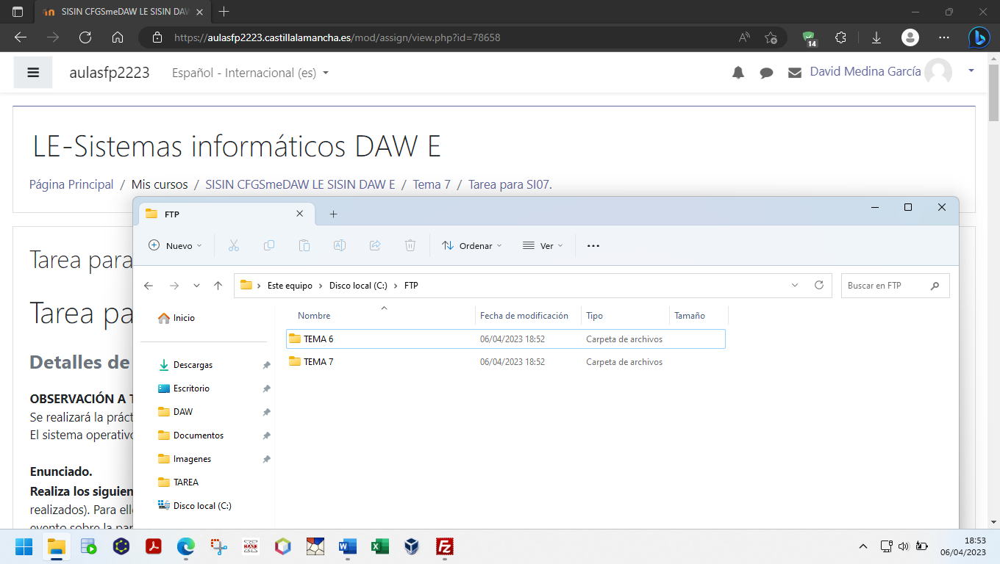 SISIN CFGSmeDAW LE SISIN DAW
https://aulasfp2223.castillalamancha.es/mod/assign/view.php?id=78658
14
aulasfp2223 Español - Internacional (es)
David Medina García
LE-Sistemas informáticos DAW E
Página Principal / Mis cursos / SISIN CFGSmeDAW LE SISIN DAW E / Tema 7 / Tarea para SI07.
FTP
Nuevo Ordenar Ver
Tarea para
Este equipo > Disco local (C:) > FTP
Buscar en FTP
Tarea pa
Inicio
Nombre Fecha de modificación Tipo Tamaño
TEMA 6 06/04/2023 18:52 Carpeta de archivos
TEMA 7 06/04/2023 18:52 Carpeta de archivos
Detalles de
Descargas
Escritorio
DAW
Documentos
Imagenes
TAREA
Disco local (C:)
OBSERVACIÓN A
Se realizará la
El sistema operativo
Enunciado.
Realiza los
realizados). Para
evento sobre la
18:53
06/04/2023